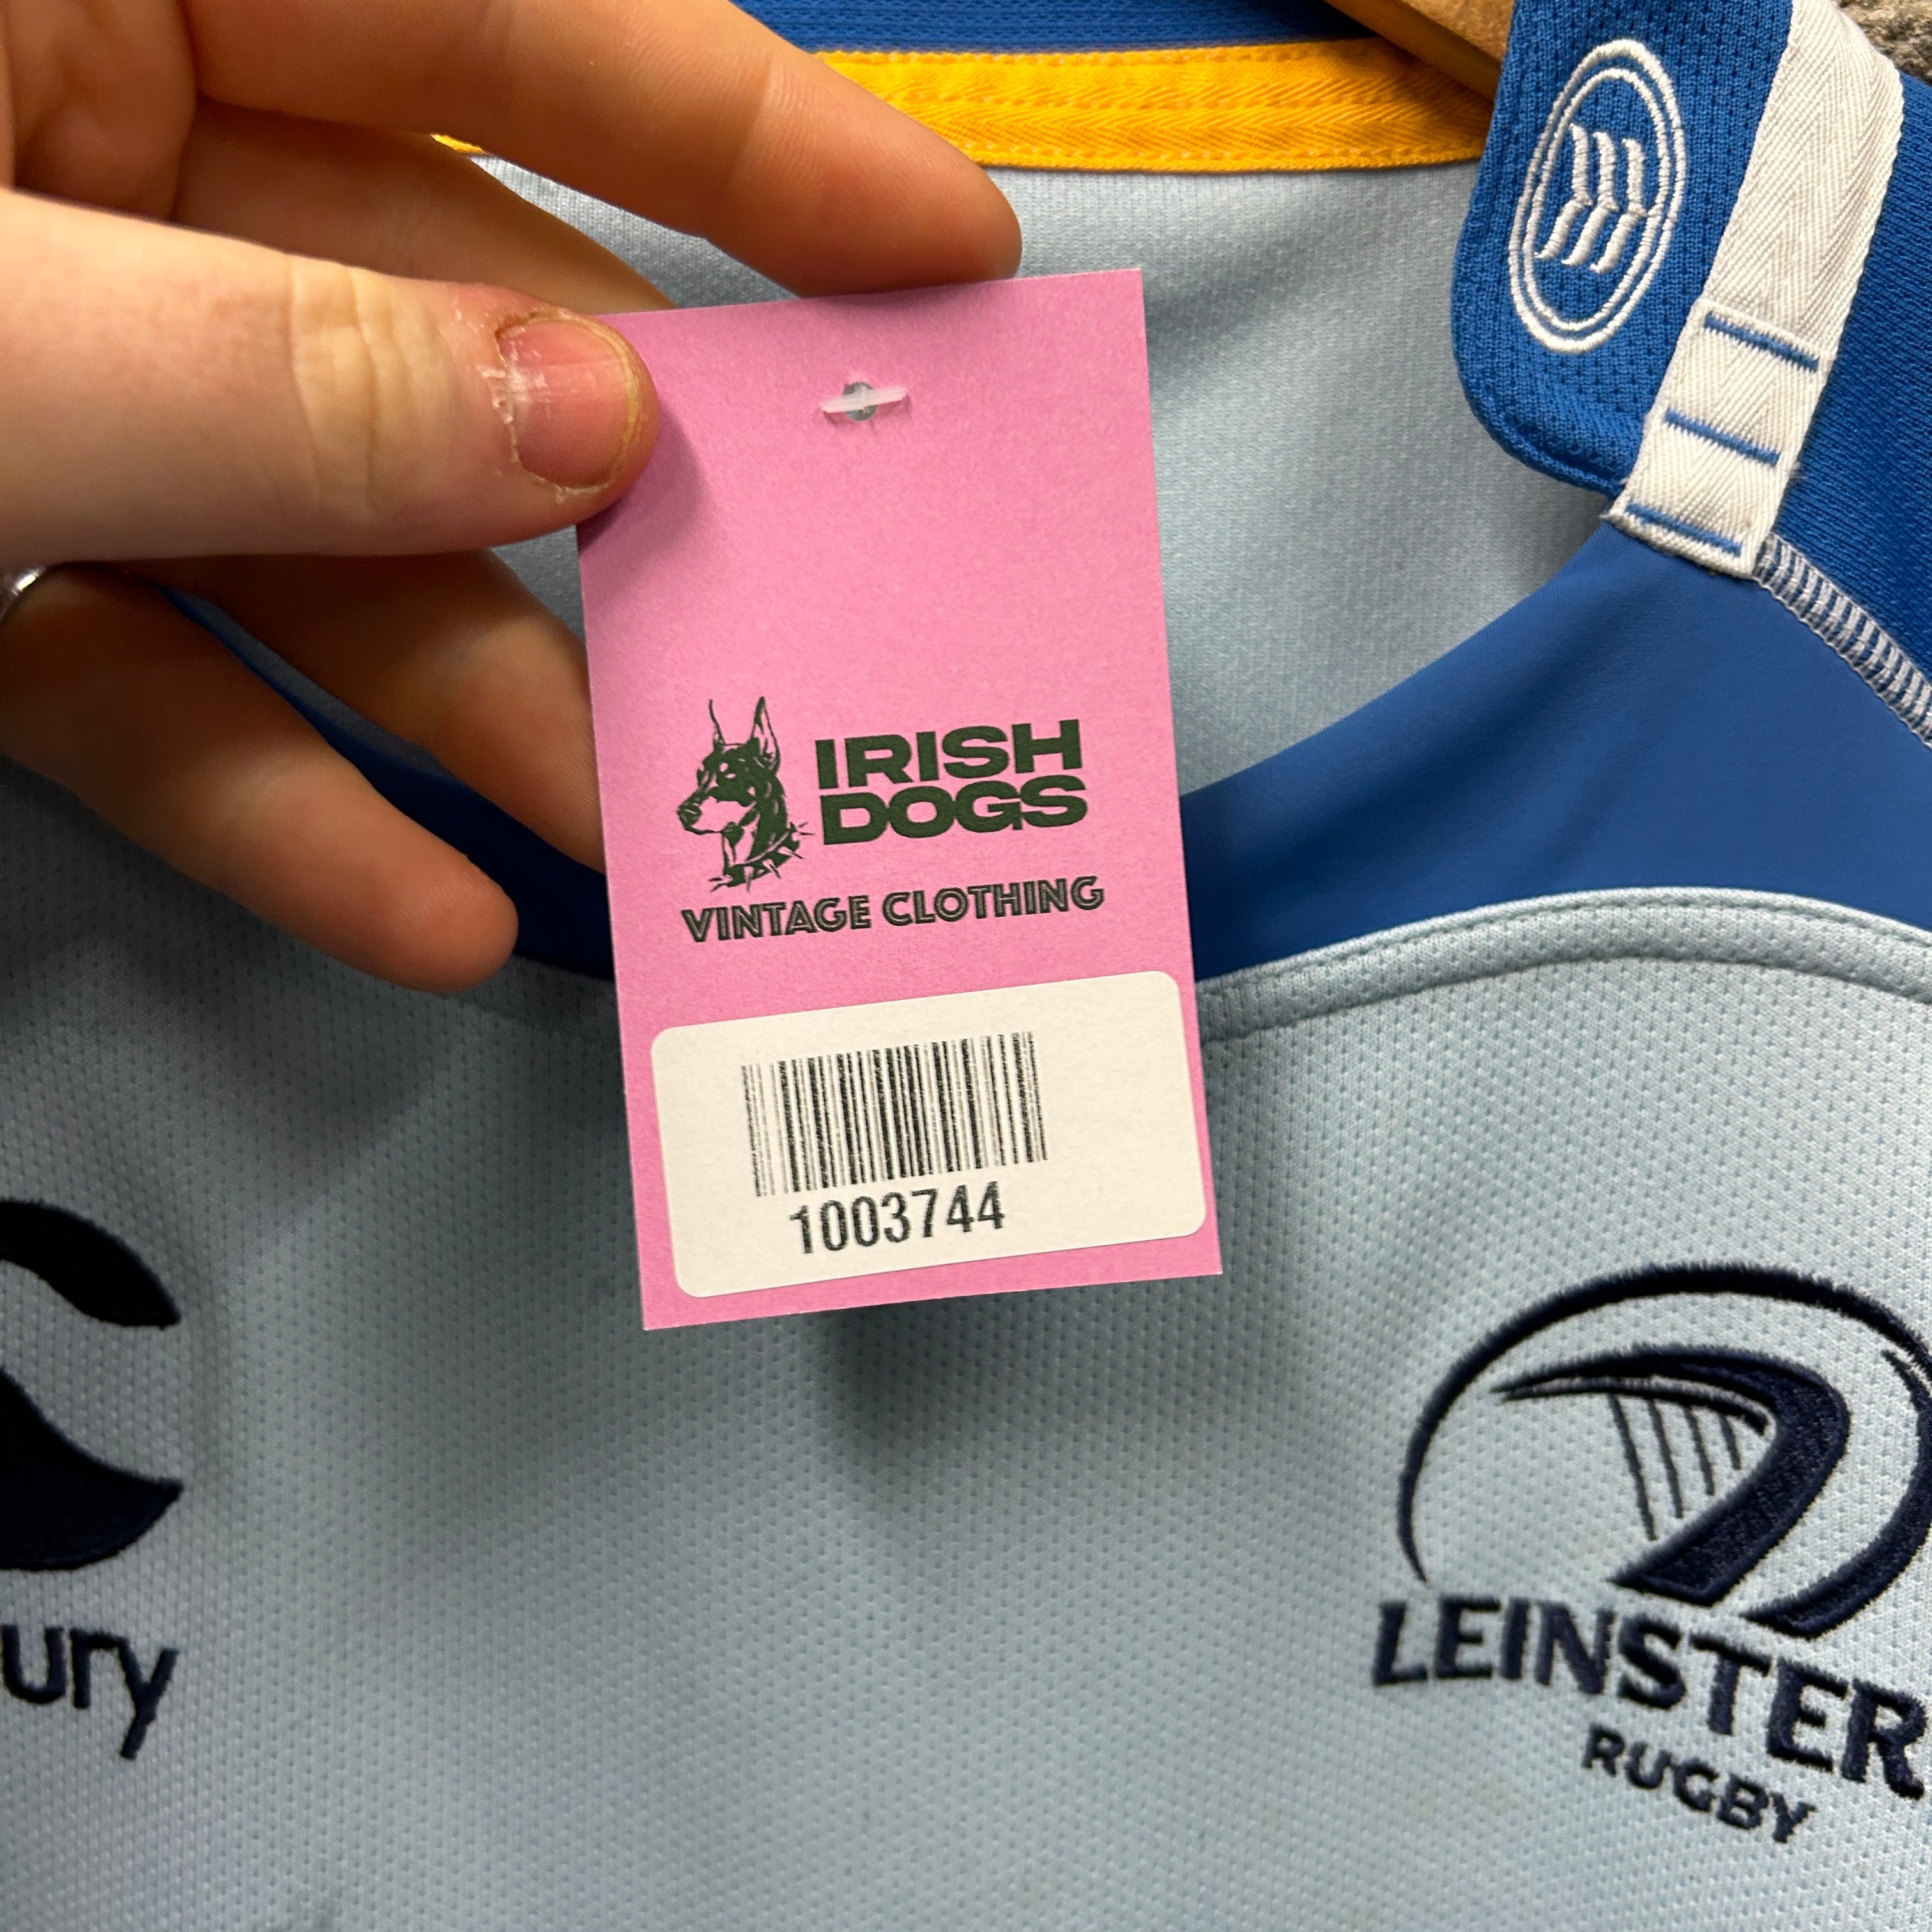 IRISH
DOGS
VINTAGE CLOTHING
1003744
ury
LEINSTER
RUGBY